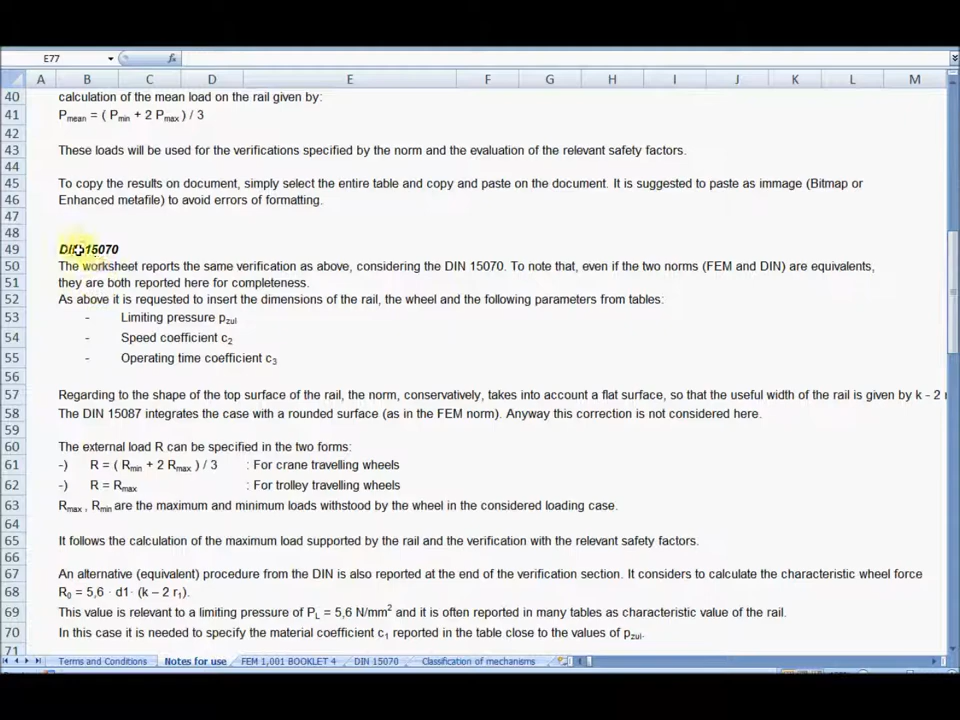 E77
fx
A B C D E F G H I J K L M
40 calculation of the mean load on the rail given by:
41 Pmean = ( Pmin + 2 Pmax ) / 3
42
43 These loads will be used for the verifications specified by the norm and the evaluation of the relevant safety factors.
44
45 To copy the results on document, simply select the entire table and copy and paste on the document. It is suggested to paste as immage (Bitmap or
46 Enhanced metafile) to avoid errors of formatting.
47
48
49 DIN 15070
50 The worksheet reports the same verification as above, considering the DIN 15070. To note that, even if the two norms (FEM and DIN) are equivalents,
51 they are both reported here for completeness.
52 As above it is requested to insert the dimensions of the rail, the wheel and the following parameters from tables:
53 - Limiting pressure pzul
54 - Speed coefficient c2
55 - Operating time coefficient c3
56
57 Regarding to the shape of the top surface of the rail, the norm, conservatively, takes into account a flat surface, so that the useful width of the rail is given by k - 2
58 The DIN 15087 integrates the case with a rounded surface (as in the FEM norm). Anyway this correction is not considered here.
59
60 The external load R can be specified in the two forms:
61 -) R = ( Rmin + 2 Rmax ) / 3 : For crane travelling wheels
62 -) R = Rmax : For trolley travelling wheels
63 Rmax , Rmin are the maximum and minimum loads withstood by the wheel in the considered loading case.
64
65 It follows the calculation of the maximum load supported by the rail and the verification with the relevant safety factors.
66
67 An alternative (equivalent) procedure from the DIN is also reported at the end of the verification section. It considers to calculate the characteristic wheel force
68 R0 = 5,6 · d1· (k – 2 r1).
69 This value is relevant to a limiting pressure of PL = 5,6 N/mm2 and it is often reported in many tables as characteristic value of the rail.
70 In this case it is needed to specify the material coefficient c1 reported in the table close to the values of pzul.
71
Terms and Conditions Notes for use FEM 1,001 BOOKLET 4 DIN 15070 Classification of mechanisms